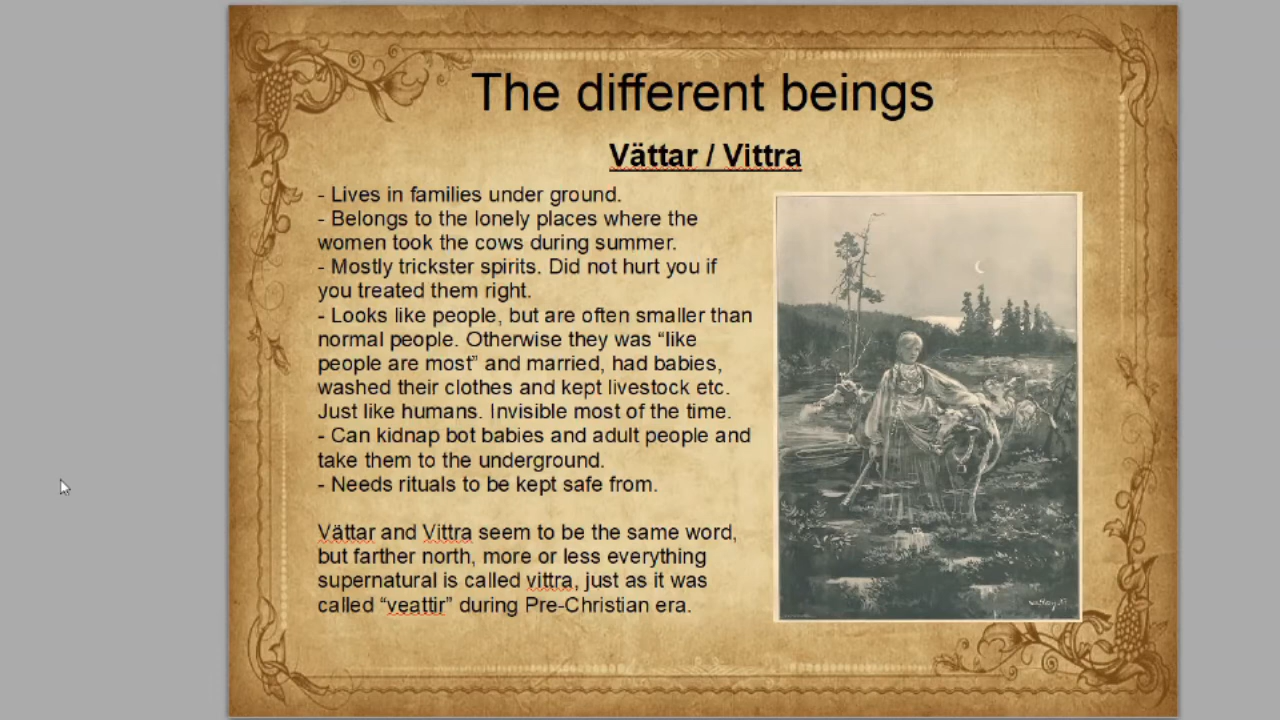 The different beings
Vättar / Vittra
- Lives in families under ground.
- Belongs to the lonely places where the
women took the cows during summer.
- Mostly trickster spirits. Did not hurt you if
you treated them right.
- Looks like people, but are often smaller than
normal people. Otherwise they was “like
people are most” and married, had babies,
washed their clothes and kept livestock etc.
Just like humans. Invisible most of the time.
- Can kidnap bot babies and adult people and
take them to the underground.
- Needs rituals to be kept safe from.
Vättar and Vittra seem to be the same word,
but farther north, more or less everything
supernatural is called vittra, just as it was
called “veattir” during Pre-Christian era.